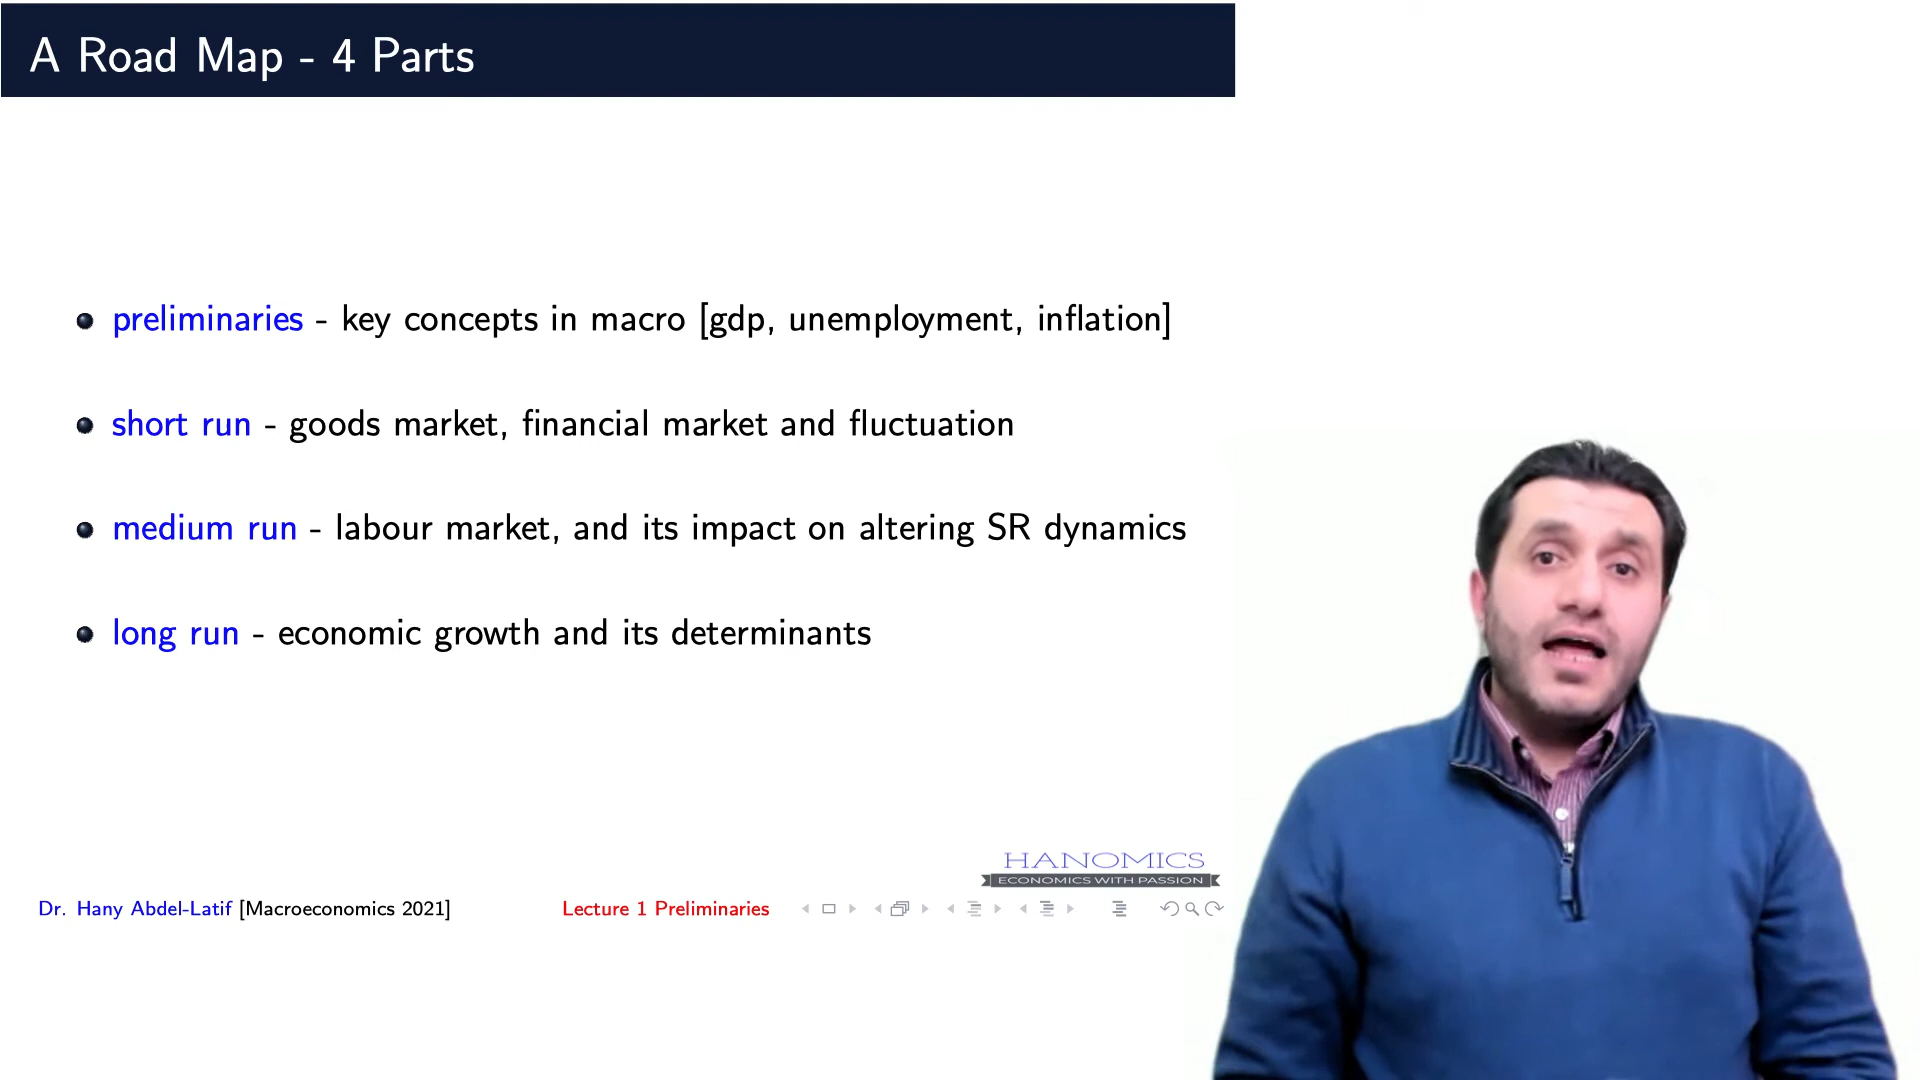 A Road Map - 4 Parts
preliminaries - key concepts in macro [gdp, unemployment, inflation]
short run - goods market, financial market and fluctuation
medium run - labour market, and its impact on altering SR dynamics
long run - economic growth and its determinants
HANOMICS
ECONOMICS WITH PASSION
Dr. Hany Abdel-Latif [Macroeconomics 2021] Lecture 1 Preliminaries